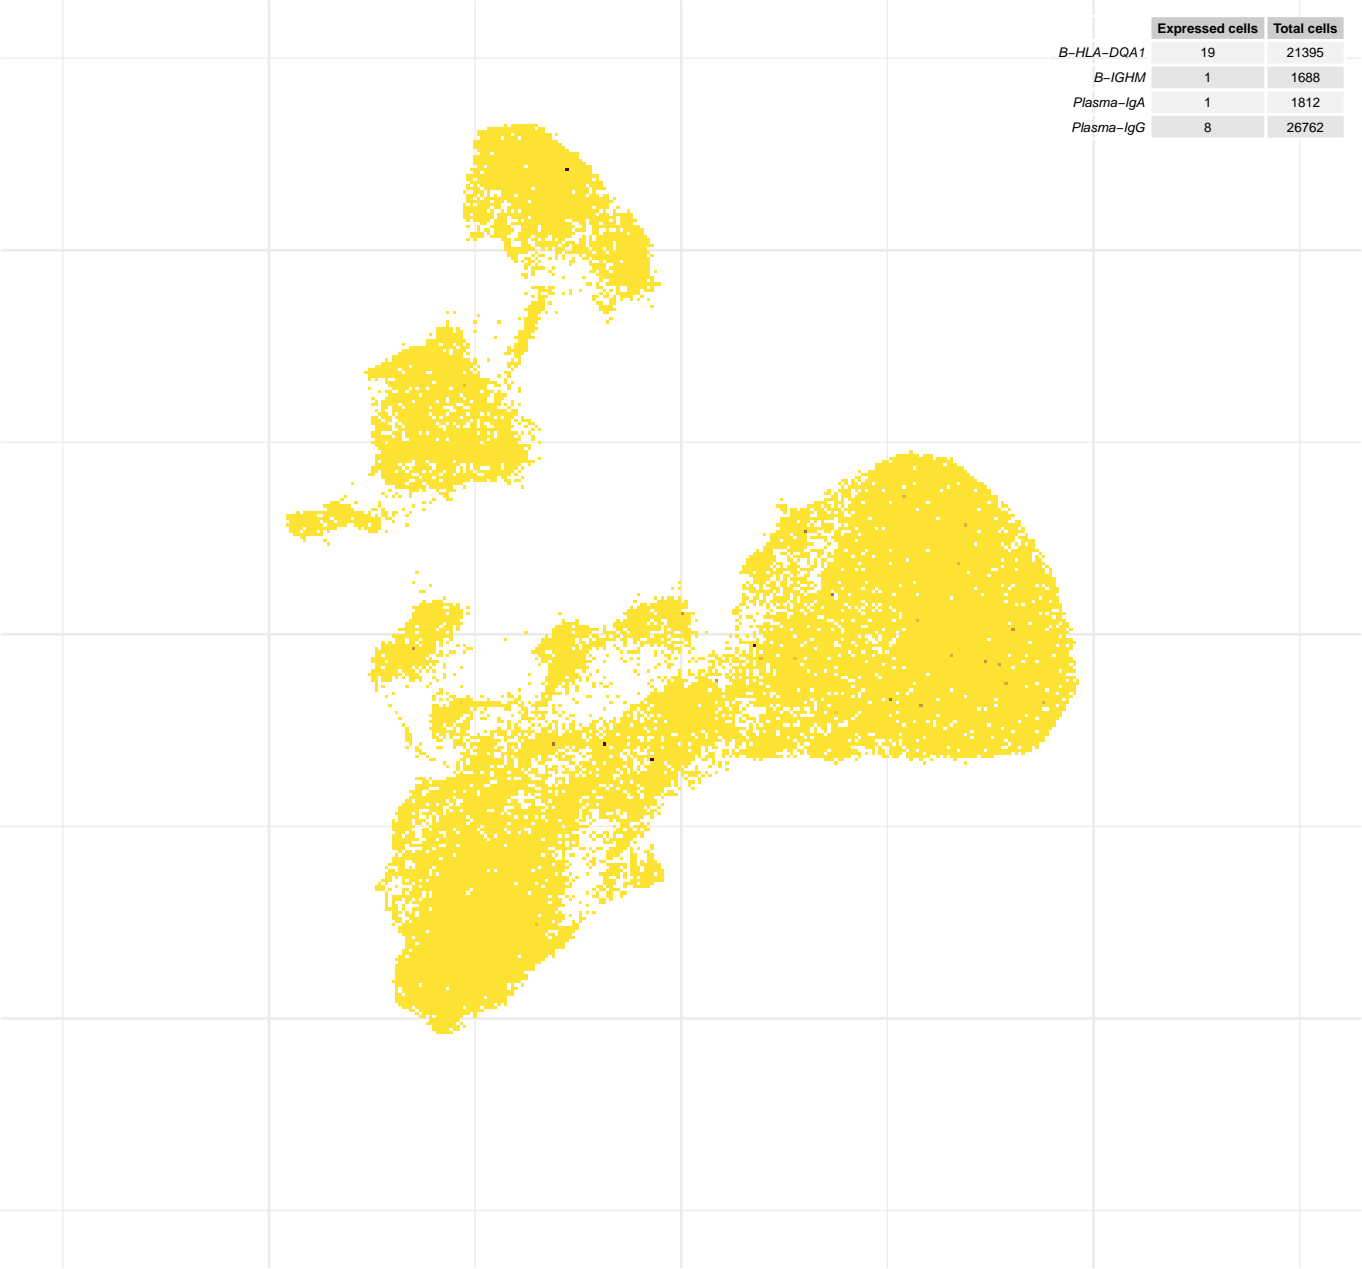 Expressed cells Total cells
B−HLA−DQA1 19 21395
B−IGHM 1 1688
Plasma−IgA 1 1812
Plasma−IgG 8 26762